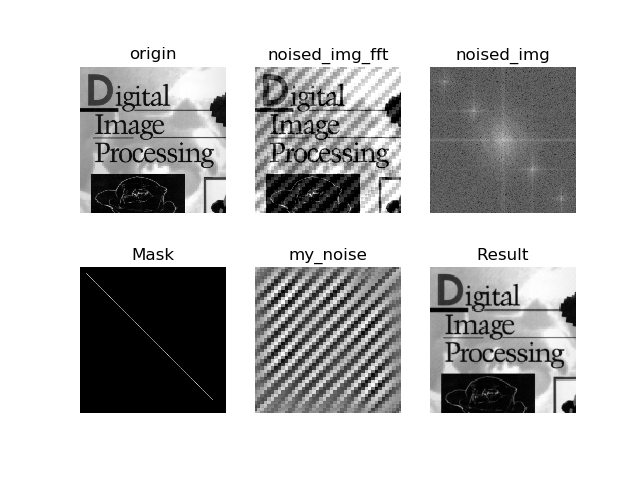 origin
noised_img_fft
noised_img
Digital
Image
Processing
Digital
Image
Processing
Mask
my_noise
Result
Digital
Image
Processing